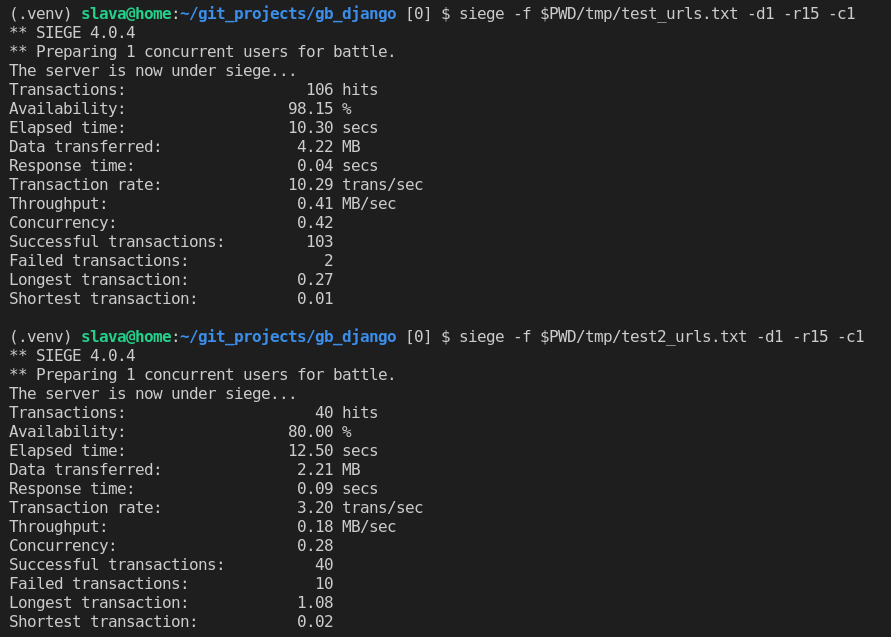 (.venv) slava@home:~/git_projects/gb_django [0] $ siege -f $PWD/tmp/test_urls.txt -d1 -r15 -c1
** SIEGE 4.0.4
** Preparing 1 concurrent users for battle.
The server is now under siege...
Transactions: 106 hits
Availability: 98.15 %
Elapsed time: 10.30 secs
Data transferred: 4.22 MB
Response time: 0.04 secs
Transaction rate: 10.29 trans/sec
Throughput: 0.41 MB/sec
Concurrency: 0.42
Successful transactions: 103
Failed transactions: 2
Longest transaction: 0.27
Shortest transaction: 0.01
(.venv) slava@home:~/git_projects/gb_django [0] $ siege -f $PWD/tmp/test2_urls.txt -d1 -r15 -c1
** SIEGE 4.0.4
** Preparing 1 concurrent users for battle.
The server is now under siege...
Transactions: 40 hits
Availability: 80.00 %
Elapsed time: 12.50 secs
Data transferred: 2.21 MB
Response time: 0.09 secs
Transaction rate: 3.20 trans/sec
Throughput: 0.18 MB/sec
Concurrency: 0.28
Successful transactions: 40
Failed transactions: 10
Longest transaction: 1.08
Shortest transaction: 0.02